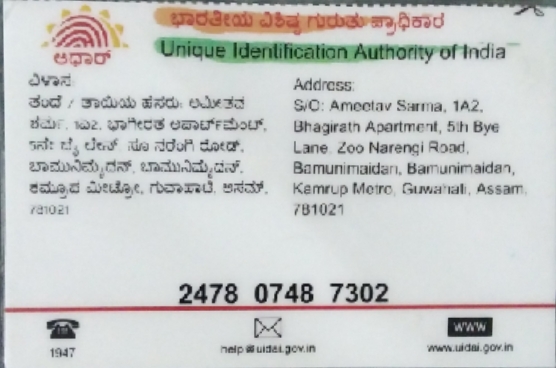 ಭಾರತೀಯ ವಿಶಿಷ್ಟ ಗುರುತು ಪ್ರಾಧಿಕಾರ
Unique Identification Authority of India
ಆಧಾರ್
ವಿಳಾಸ:
ತಂದೆ / ತಾಯಿಯ ಹೆಸರು: ಅಮೀತವ
ಶರ್ಮ, 1ಎ2, ಭಾಗೀರತ ಅಪಾರ್ಟ್ಮೆಂಟ್,
5ನೇ ಬೈ ಲೇನ್, ಸೂ ನರೆಂಗಿ ರೋಡ್,
ಬಾಮುನಿಮೈದನ್, ಬಾಮುನಿಮೈದನ್,
ಕಮ್ರೂಪ ಮೆಟ್ರೋ, ಗುವಾಹಾಟಿ, ಅಸಮ್,
781021
Address:
S/O: Ameetav Sarma, 1A2,
Bhagirath Apartment, 5th Bye
Lane, Zoo Narengi Road,
Bamunimaidan, Bamunimaidan,
Kamrup Metro, Guwahati, Assam,
781021
2478 0748 7302
1947
help@uidai.gov.in
WWW
www.uidai.gov.in